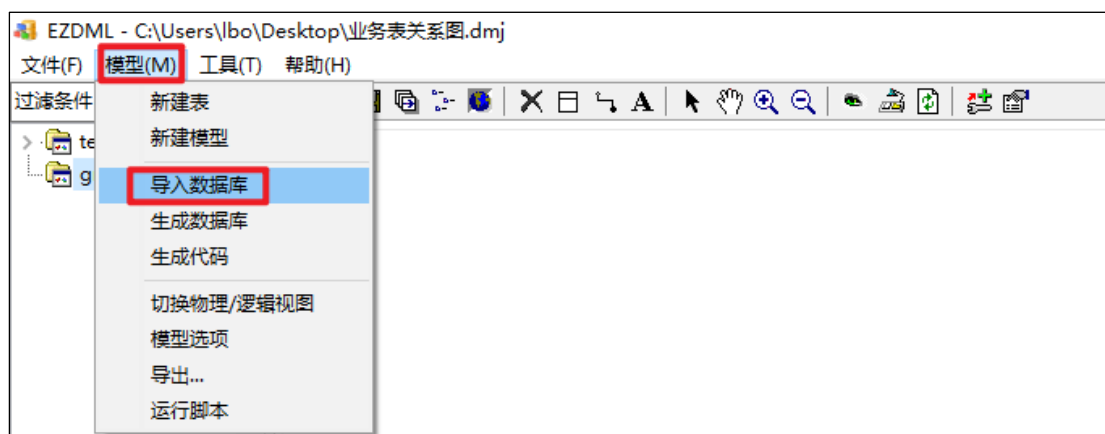 EZDML - C:\Users\lbo\Desktop\业务表关系图.dmj
文件(F) 模型(M) 工具(T) 帮助(H)
过滤条件
新建表
te
新建模型
g
导入数据库
生成数据库
生成代码
切换物理/逻辑视图
模型选项
导出...
运行脚本